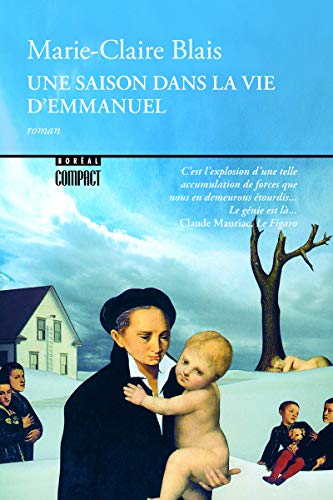 Marie-Claire Blais
UNE SAISON DANS LA VIE
D'EMMANUEL
roman
BORÉAL
COMPACT
C'est l'explosion d'une telle
accumulation de forces que
nous en demeurons étourdis...
Le génie est là...
Claude Mauriac, Le Figaro